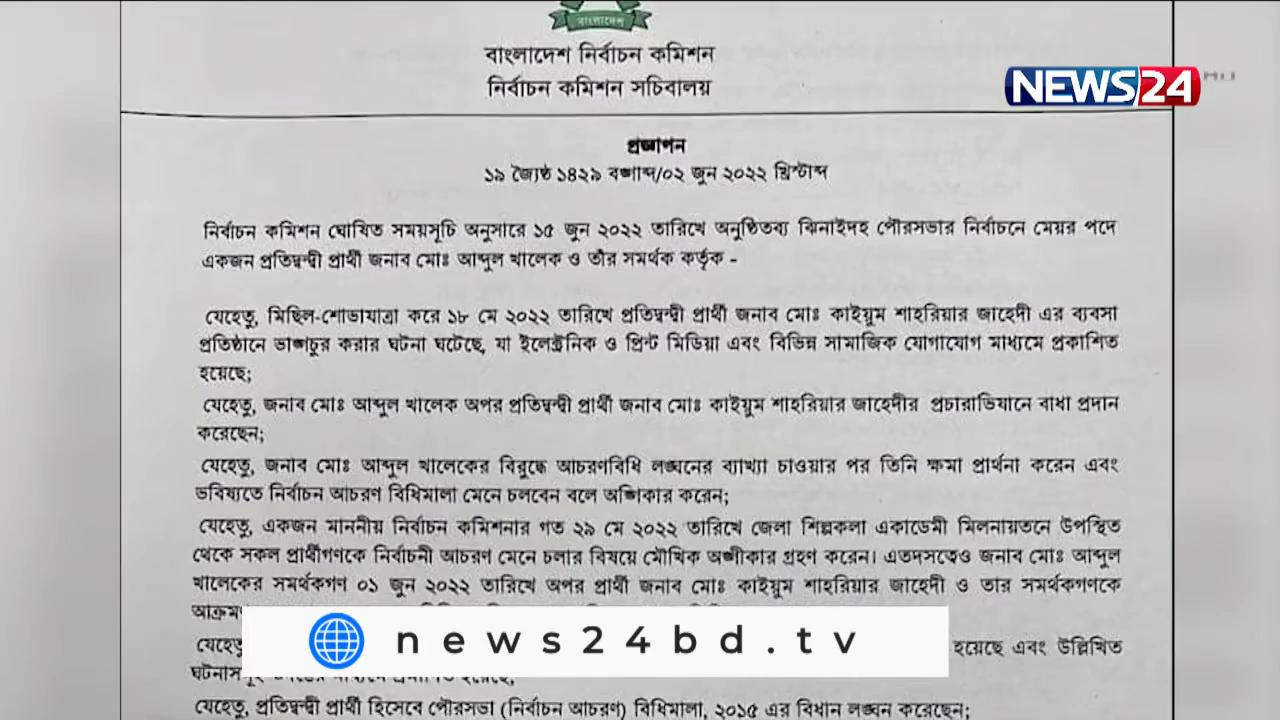 বাংলাদেশ
বাংলাদেশ নির্বাচন কমিশন
নির্বাচন কমিশন সচিবালয়
NEWS24
প্রজ্ঞাপন
১৯ জ্যৈষ্ঠ ১৪২৯ বঙ্গাব্দ/০২ জুন ২০২২ খ্রিস্টাব্দ
নির্বাচন কমিশন ঘোষিত সময়সূচি অনুসারে ১৫ জুন ২০২২ তারিখে অনুষ্ঠিতব্য ঝিনাইদহ পৌরসভার নির্বাচনে মেয়র পদে
একজন প্রতিদ্বন্দ্বী প্রার্থী জনাব মোঃ আব্দুল খালেক ও তাঁর সমর্থক কর্তৃক -
যেহেতু, মিছিল-শোভাযাত্রা করে ১৮ মে ২০২২ তারিখে প্রতিদ্বন্দ্বী প্রার্থী জনাব মোঃ কাইয়ুম শাহরিয়ার জাহেদী এর ব্যবসা
প্রতিষ্ঠানে ভাঙ্গচুর করার ঘটনা ঘটেছে, যা ইলেক্ট্রনিক ও প্রিন্ট মিডিয়া এবং বিভিন্ন সামাজিক যোগাযোগ মাধ্যমে প্রকাশিত
হয়েছে;
যেহেতু, জনাব মোঃ আব্দুল খালেক অপর প্রতিদ্বন্দ্বী প্রার্থী জনাব মোঃ কাইয়ুম শাহরিয়ার জাহেদীর প্রচারাভিযানে বাধা প্রদান
করেছেন;
যেহেতু, জনাব মোঃ আব্দুল খালেকের বিরুদ্ধে আচরণবিধি লঙ্ঘনের ব্যাখ্যা চাওয়ার পর তিনি ক্ষমা প্রার্থনা করেন এবং
ভবিষ্যতে নির্বাচন আচরণ বিধিমালা মেনে চলবেন বলে অঙ্গিকার করেন;
যেহেতু, একজন মাননীয় নির্বাচন কমিশনার গত ২৯ মে ২০২২ তারিখে জেলা শিল্পকলা একাডেমী মিলনায়তনে উপস্থিত
থেকে সকল প্রার্থীগণকে নির্বাচনী আচরণ মেনে চলার বিষয়ে মৌখিক অঙ্গীকার গ্রহণ করেন। এতদসত্বেও জনাব মোঃ আব্দুল
খালেকের সমর্থকগণ ০১ জুন ২০২২ তারিখে অপর প্রার্থী জনাব মোঃ কাইয়ুম শাহরিয়ার জাহেদী ও তার সমর্থকগণকে
news24bd.tv
হয়েছে এবং উল্লিখিত
যেহেতু, প্রতিদ্বন্দ্বী প্রার্থী হিসেবে পৌরসভা (নির্বাচন আচরণ) বিধিমালা, ২০১৫ এর বিধান লঙ্ঘন করেছেন;